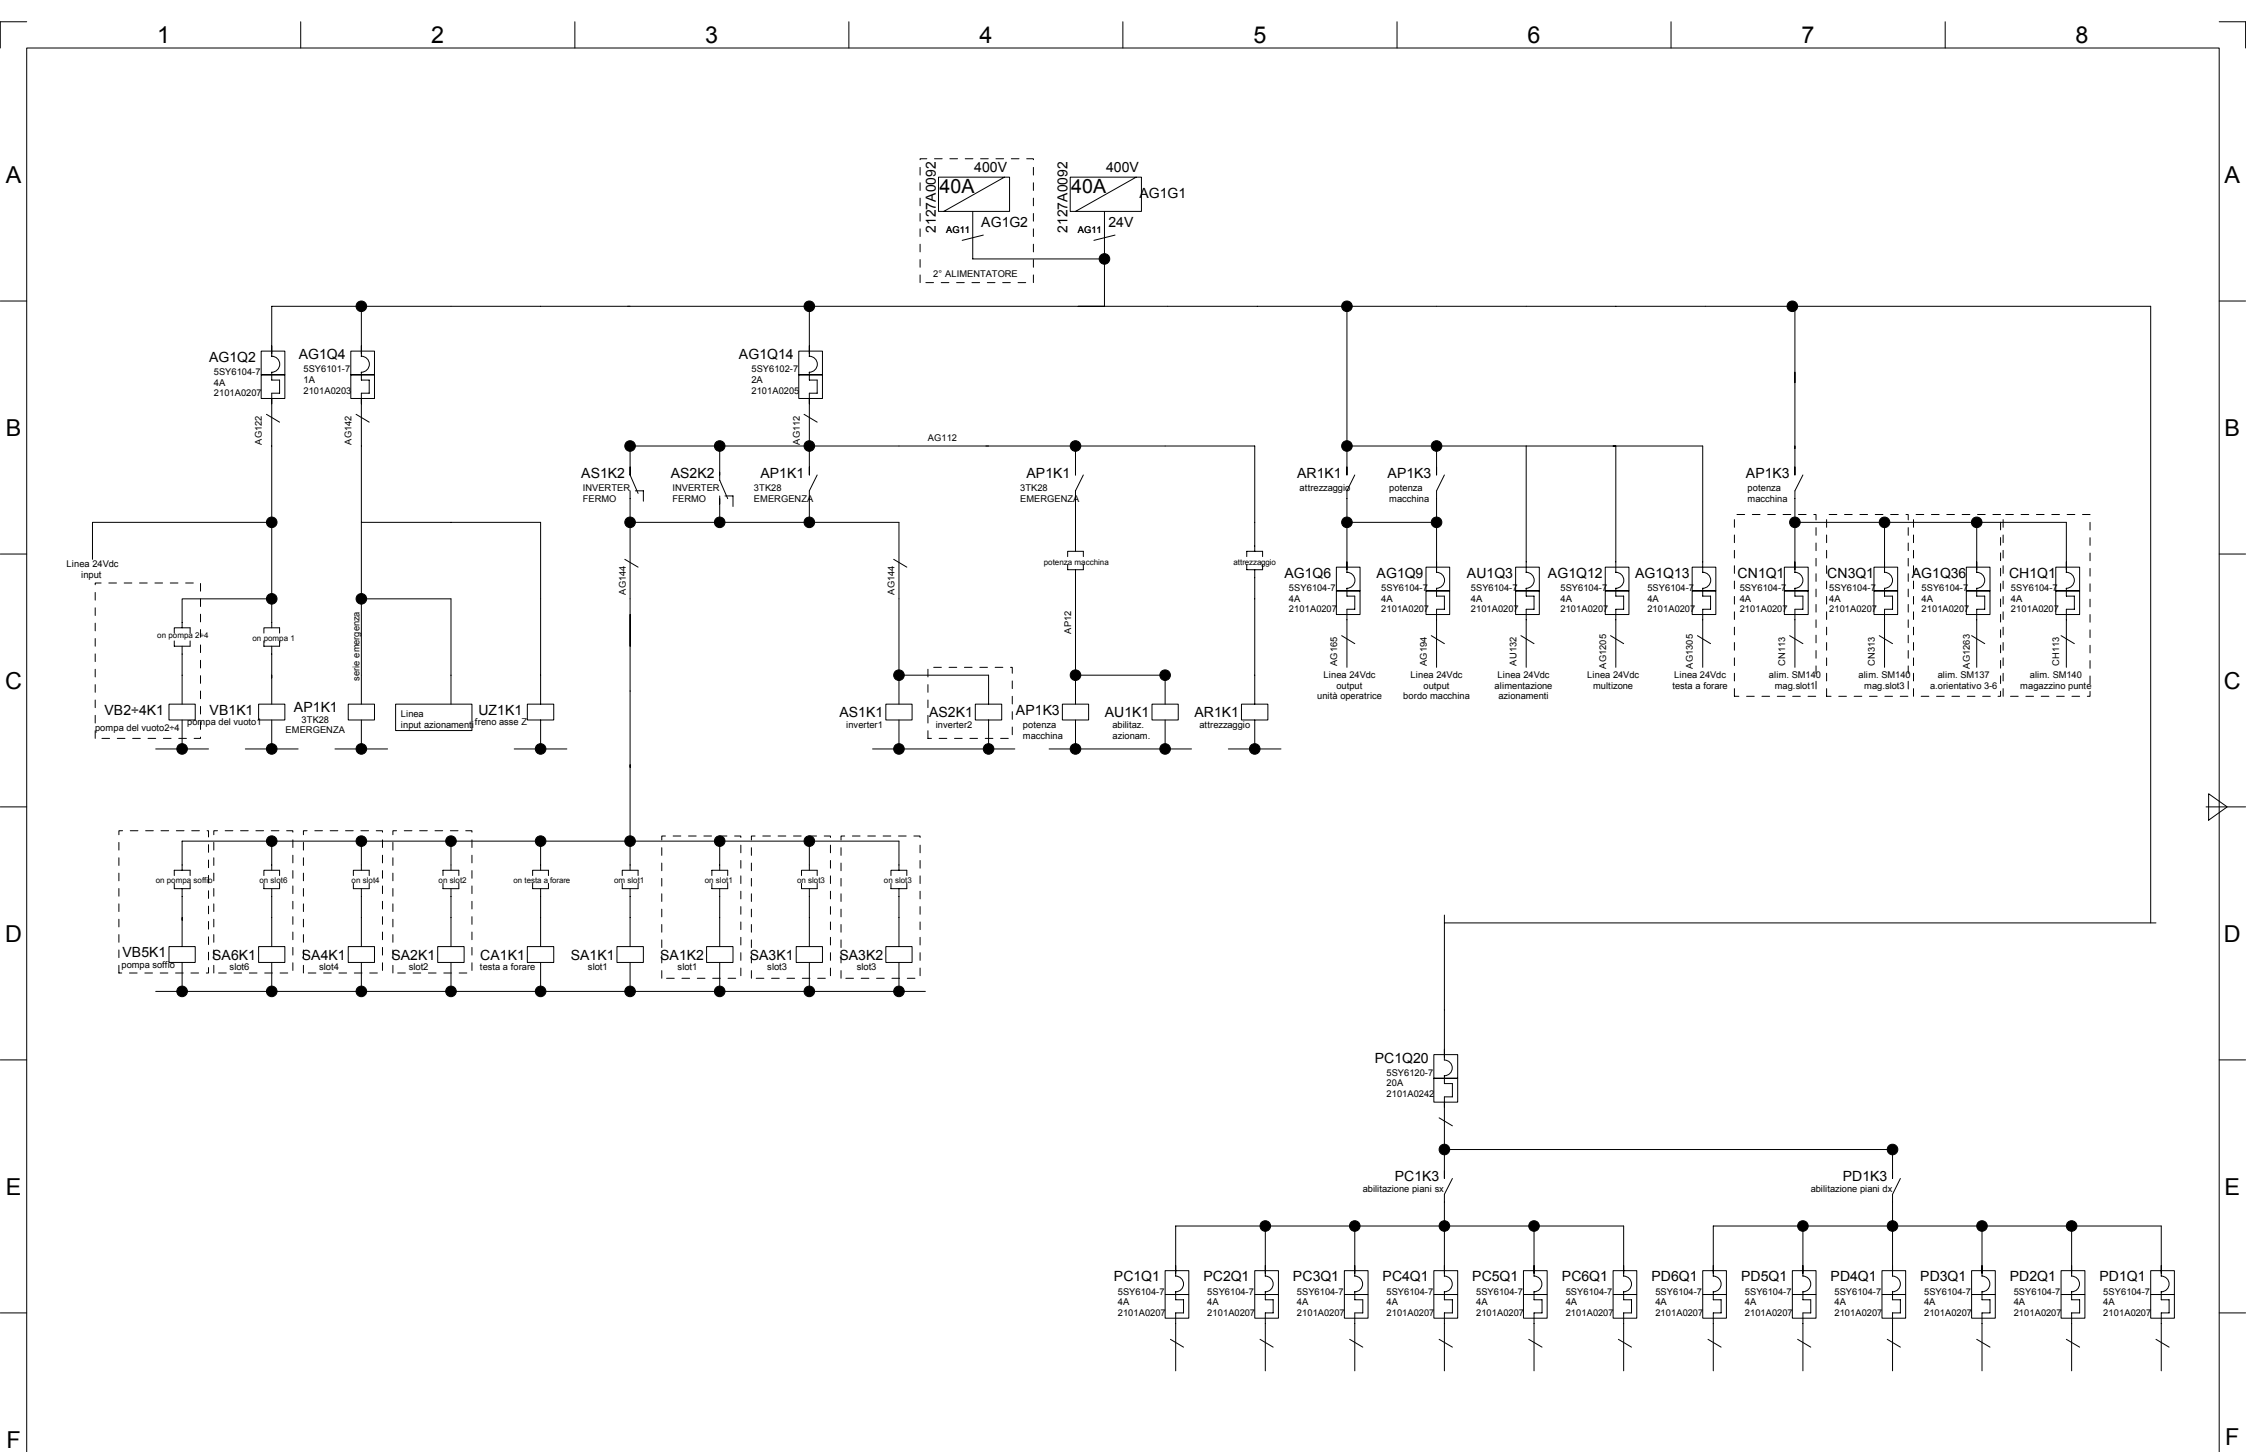 1 2 3 4 5 6 7 8
A
A
400V
2127A0092
40A
AG1G2
AG11
2° ALIMENTATORE
400V
2127A0092
40A
AG1G1
24V
AG11
B
B
AG1Q2
5SY6104-7
4A
2101A0207
AG122
AG1Q4
5SY6101-7
1A
2101A0203
AG142
AG1Q14
5SY6102-7
2A
2101A0205
AG112
AG112
AS1K2
INVERTER
FERMO
AS2K2
INVERTER
FERMO
AP1K1
3TK28
EMERGENZA
AP1K1
3TK28
EMERGENZA
AR1K1
attrezzaggio
AP1K3
potenza
macchina
AP1K3
potenza
macchina
C
C
Linea 24Vdc
input
on pompa 2÷4
on pompa 1
serie emergenza
AG144
AG144
potenza macchina
AP12
attrezzaggio
VB2÷4K1
pompa del vuoto2÷4
VB1K1
pompa del vuoto1
AP1K1
3TK28
EMERGENZA
Linea
input azionamenti
UZ1K1
freno asse Z
AS1K1
inverter1
AS2K1
inverter2
AP1K3
potenza
macchina
AU1K1
abilitaz.
azionam.
AR1K1
attrezzaggio
AG1Q6
5SY6104-7
4A
2101A0207
AG165
Linea 24Vdc
output
unità operatrice
AG1Q9
5SY6104-7
4A
2101A0207
AG194
Linea 24Vdc
output
bordo macchina
AU1Q3
5SY6104-7
4A
2101A0207
AU132
Linea 24Vdc
alimentazione
azionamenti
AG1Q12
5SY6104-7
4A
2101A0207
AG1205
Linea 24Vdc
multizone
AG1Q13
5SY6104-7
4A
2101A0207
AG1305
Linea 24Vdc
testa a forare
CN1Q1
5SY6104-7
4A
2101A0207
CN113
alim. SM140
mag.slot1
CN3Q1
5SY6104-7
4A
2101A0207
CN313
alim. SM140
mag.slot3
AG1Q36
5SY6104-7
4A
2101A0207
AG1263
alim. SM137
a.orientativo 3-6
CH1Q1
5SY6104-7
4A
2101A0207
CH113
alim. SM140
magazzino punte
D
D
on pompa soffio
on slot6
on slot4
on slot2
on testa a forare
om slot1
on slot1
on slot3
on slot3
VB5K1
pompa soffio
SA6K1
slot6
SA4K1
slot4
SA2K1
slot2
CA1K1
testa a forare
SA1K1
slot1
SA1K2
slot1
SA3K1
slot3
SA3K2
slot3
E
E
PC1Q20
5SY6120-7
20A
2101A0242
PC1K3
abilitazione piani sx
PD1K3
abilitazione piani dx
PC1Q1
5SY6104-7
4A
2101A0207
PC2Q1
5SY6104-7
4A
2101A0207
PC3Q1
5SY6104-7
4A
2101A0207
PC4Q1
5SY6104-7
4A
2101A0207
PC5Q1
5SY6104-7
4A
2101A0207
PC6Q1
5SY6104-7
4A
2101A0207
PD6Q1
5SY6104-7
4A
2101A0207
PD5Q1
5SY6104-7
4A
2101A0207
PD4Q1
5SY6104-7
4A
2101A0207
PD3Q1
5SY6104-7
4A
2101A0207
PD2Q1
5SY6104-7
4A
2101A0207
PD1Q1
5SY6104-7
4A
2101A0207
F
F